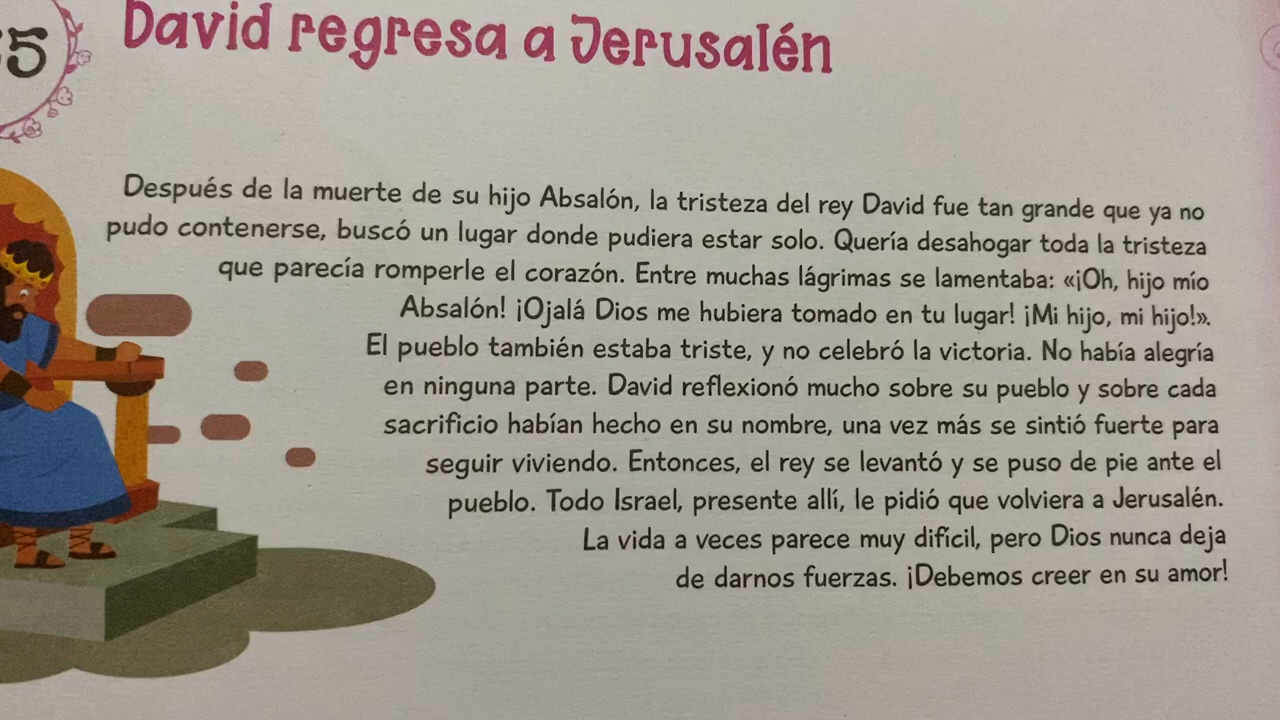 David regresa a Jerusalén
Después de la muerte de su hijo Absalón, la tristeza del rey David fue tan grande que ya no
pudo contenerse, buscó un lugar donde pudiera estar solo. Quería desahogar toda la tristeza
que parecía romperle el corazón. Entre muchas lágrimas se lamentaba: «¡Oh, hijo mío
Absalón! ¡Ojalá Dios me hubiera tomado en tu lugar! ¡Mi hijo, mi hijo!».
El pueblo también estaba triste, y no celebró la victoria. No había alegría
en ninguna parte. David reflexionó mucho sobre su pueblo y sobre cada
sacrificio habían hecho en su nombre, una vez más se sintió fuerte para
seguir viviendo. Entonces, el rey se levantó y se puso de pie ante el
pueblo. Todo Israel, presente allí, le pidió que volviera a Jerusalén.
La vida a veces parece muy difícil, pero Dios nunca deja
de darnos fuerzas. ¡Debemos creer en su amor!